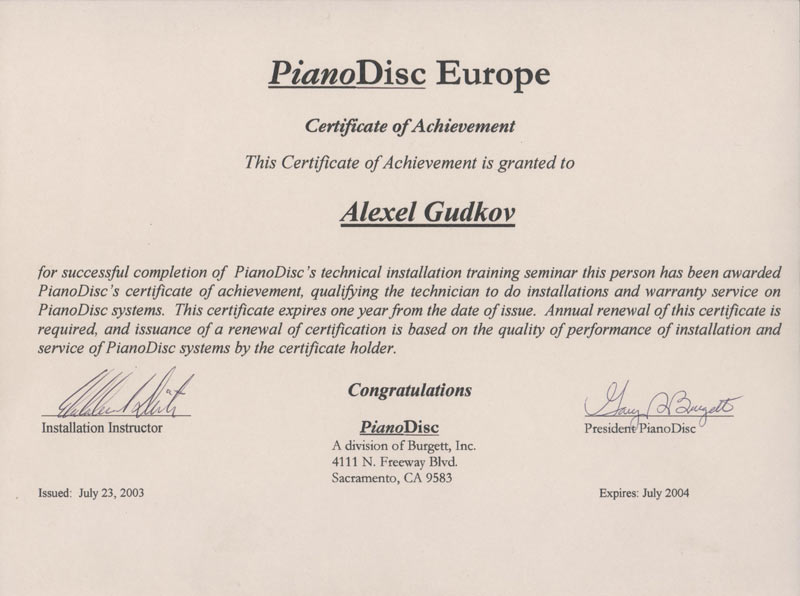 PianoDisc Europe
Certificate of Achievement
This Certificate of Achievement is granted to
Alexel Gudkov
for successful completion of PianoDisc's technical installation training seminar this person has been awarded
PianoDisc's certificate of achievement, qualifying the technician to do installations and warranty service on
PianoDisc systems. This certificate expires one year from the date of issue. Annual renewal of this certificate is
required, and issuance of a renewal of certification is based on the quality of performance of installation and
service of PianoDisc systems by the certificate holder.
Congratulations
Gary A Burgett
Installation Instructor
PianoDisc
President PianoDisc
A division of Burgett, Inc.
4111 N. Freeway Blvd.
Sacramento, CA 9583
Issued: July 23, 2003
Expires: July 2004